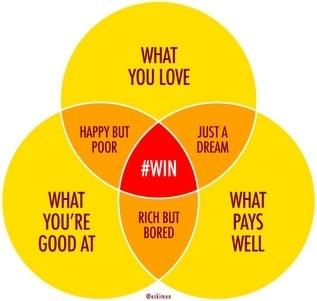 WHAT
YOU LOVE
HAPPY BUT
POOR
JUST A
DREAM
#WIN
WHAT
YOU'RE
GOOD AT
WHAT
PAYS
WELL
RICH BUT
BORED
@eskimon